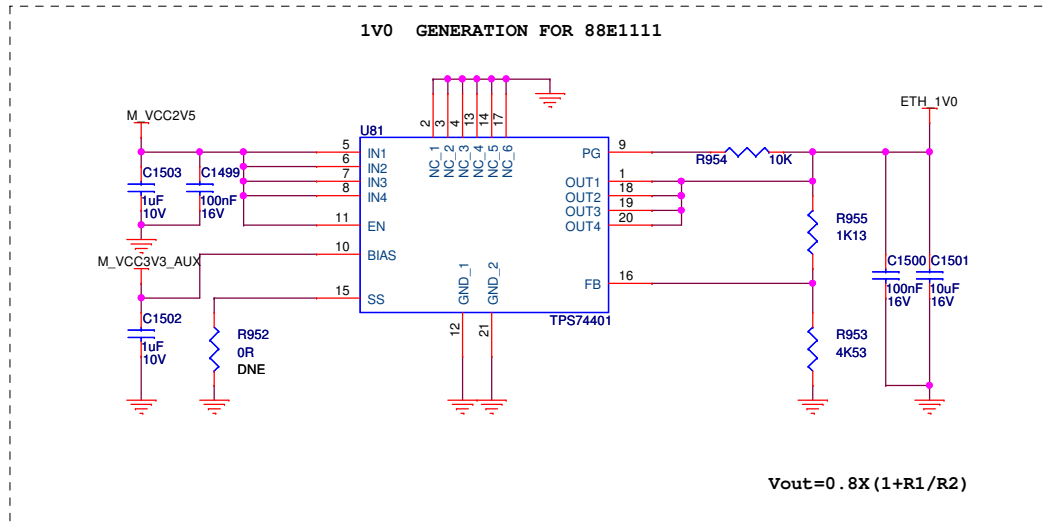 1V0 GENERATION FOR 88E1111
M_VCC2V5
ETH_1V0
U81
2 3 4 13 14 17
NC_1 NC_2 NC_3 NC_4 NC_5 NC_6
5 IN1
6 IN2
7 IN3
8 IN4
11 EN
10 BIAS
15 SS
PG 9
OUT1 1
OUT2 18
OUT3 19
OUT4 20
FB 16
GND_1 GND_2
12 21
TPS74401
R954 10K
C1503
1uF
10V
C1499
100nF
16V
M_VCC3V3_AUX
C1502
1uF
10V
R952
0R
DNE
R955
1K13
R953
4K53
C1500
100nF
16V
C1501
10uF
16V
Vout=0.8X(1+R1/R2)